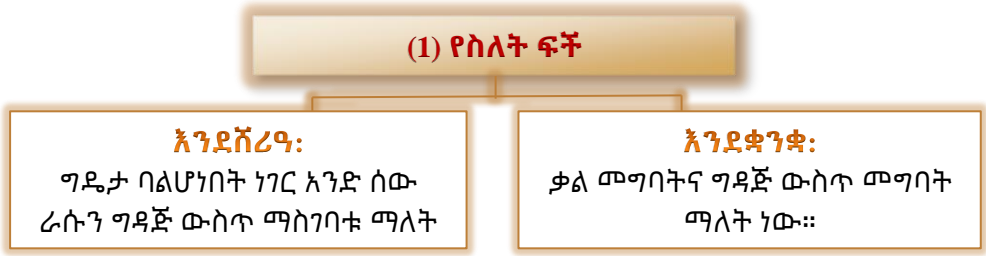 (1) የስለት ፍች
እንደሸሪዓ:
ግዴታ ባልሆነበት ነገር አንድ ሰው
ራሱን ግዳጅ ውስጥ ማስገባቱ ማለት
እንደቋንቋ:
ቃል መግባትና ግዳጅ ውስጥ መግባት
ማለት ነው።